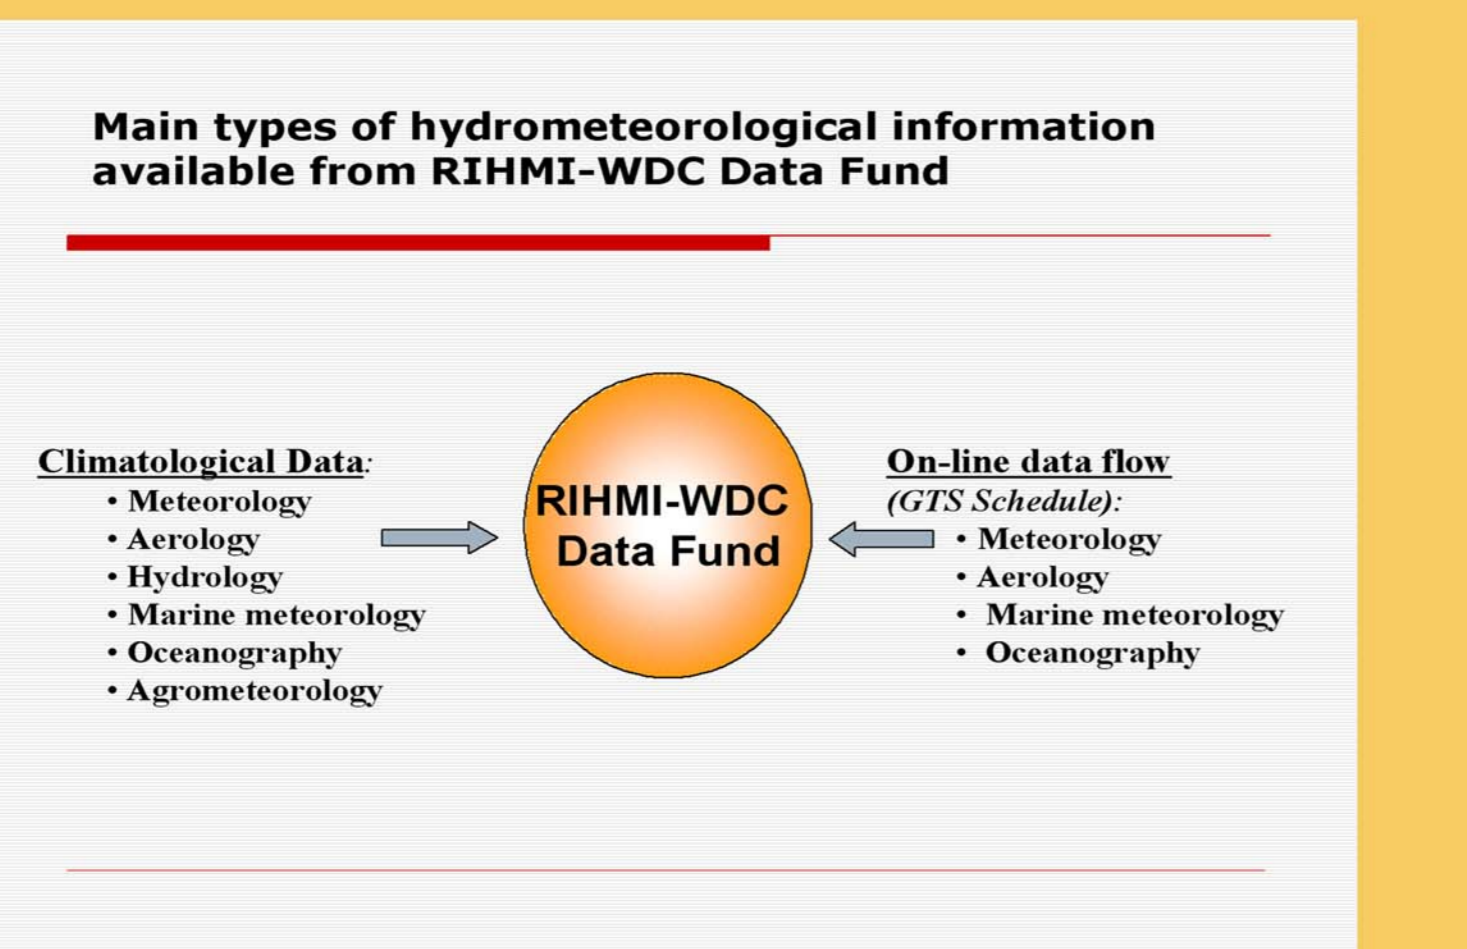 Main types of hydrometeorological information
available from RIHMI-WDC Data Fund
Climatological Data:
• Meteorology
• Aerology
• Hydrology
• Marine meteorology
• Oceanography
• Agrometeorology
RIHMI-WDC
Data Fund
On-line data flow
(GTS Schedule):
• Meteorology
• Aerology
• Marine meteorology
• Oceanography